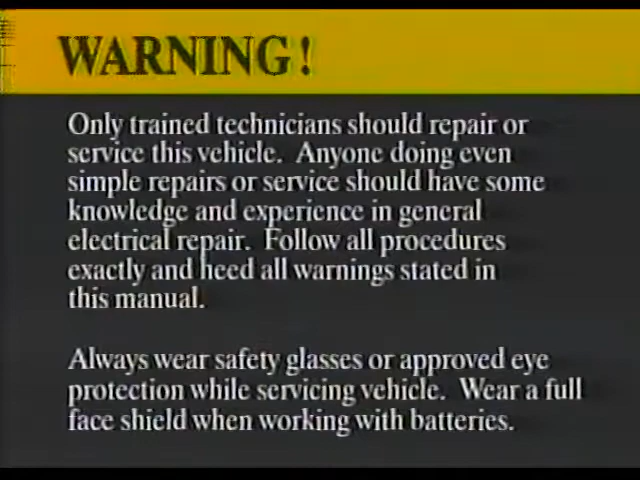 WARNING!
Only trained technicians should repair or
service this vehicle. Anyone doing even
simple repairs or service should have some
knowledge and experience in general
electrical repair. Follow all procedures
exactly and heed all warnings stated in
this manual.
Always wear safety glasses or approved eye
protection while servicing vehicle. Wear a full
face shield when working with batteries.